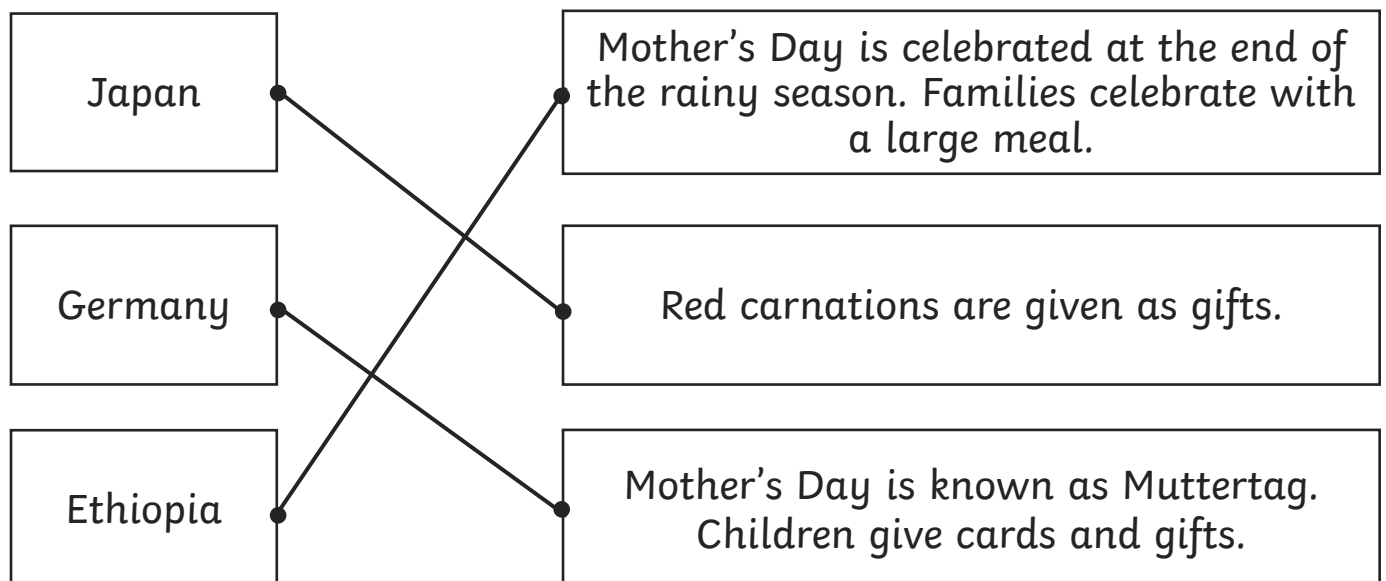 Japan
Mother’s Day is celebrated at the end of
the rainy season. Families celebrate with
a large meal.
Germany
Red carnations are given as gifts.
Ethiopia
Mother’s Day is known as Muttertag.
Children give cards and gifts.